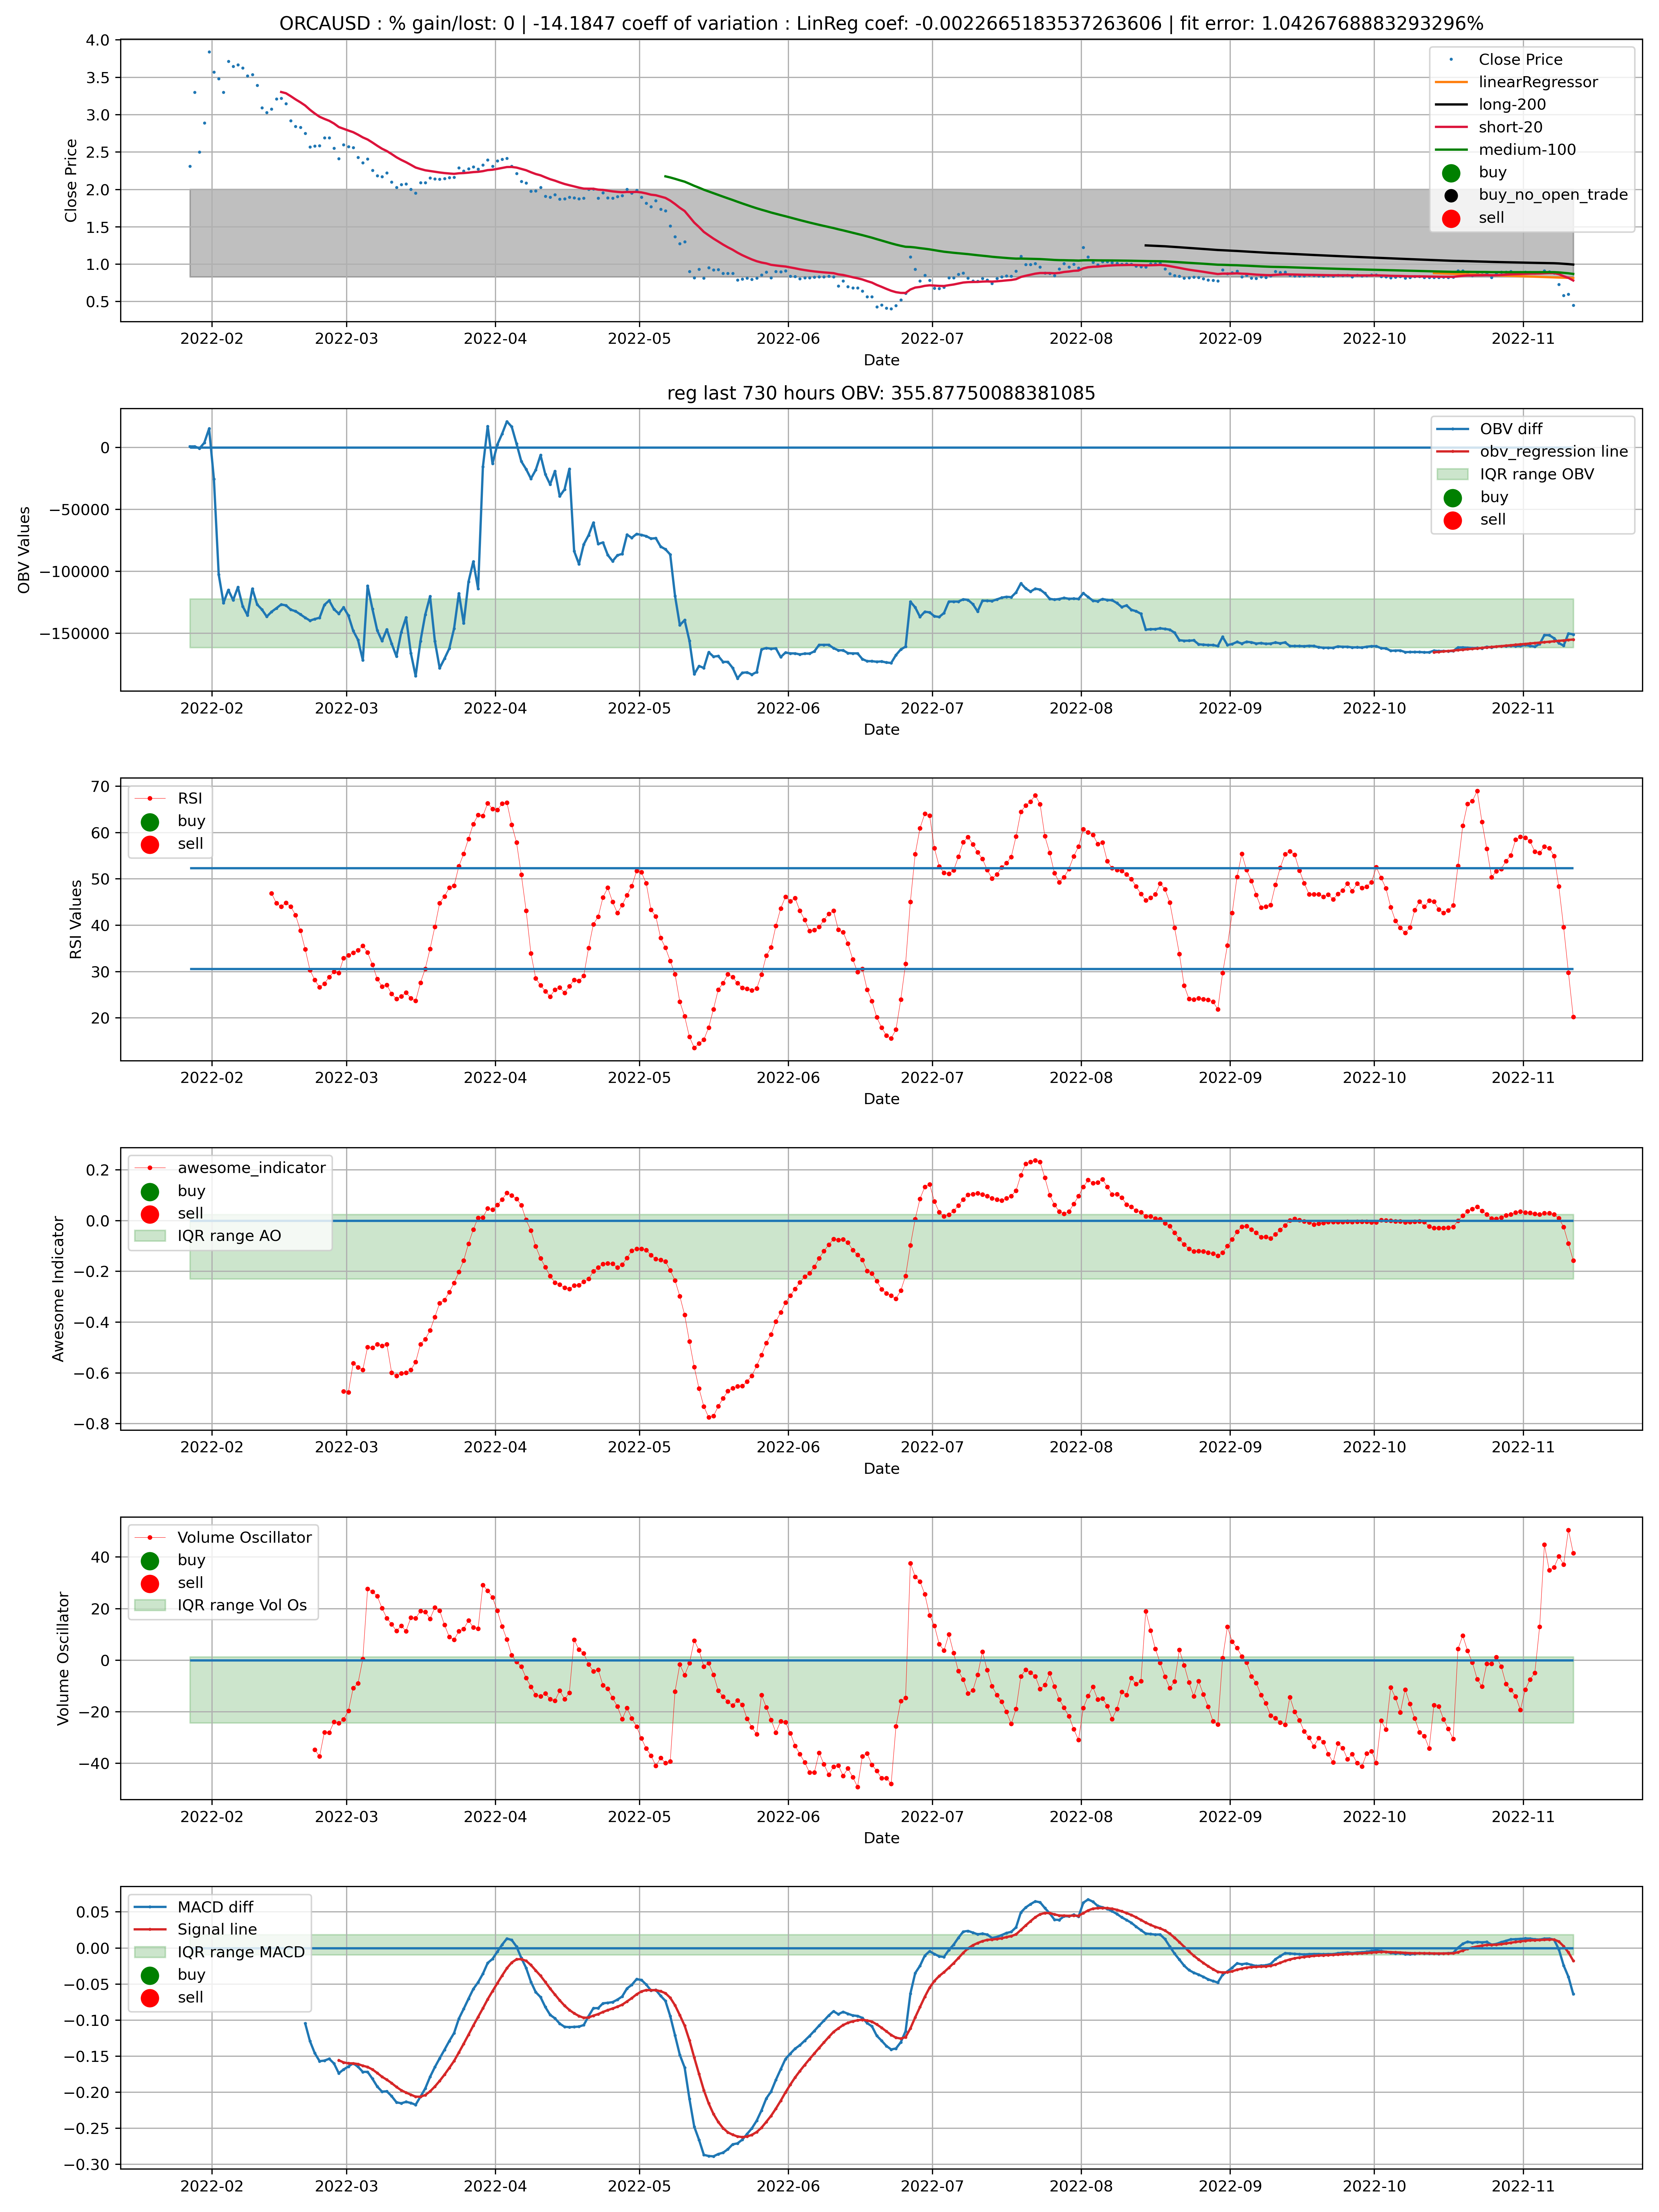 ORCAUSD : % gain/lost: 0 | -14.1847 coeff of variation : LinReg coef: -0.0022665183537263606 | fit error: 1.0426768883293296%
4.0
3.5
3.0
2.5
2.0
1.5
1.0
0.5
Close Price
Close Price
linearRegressor
long-200
short-20
medium-100
buy
buy_no_open_trade
sell
2022-02 2022-03 2022-04 2022-05 2022-06 2022-07 2022-08 2022-09 2022-10 2022-11
Date
reg last 730 hours OBV: 355.87750088381085
0
−50000
−100000
−150000
OBV Values
OBV diff
obv_regression line
IQR range OBV
buy
sell
2022-02 2022-03 2022-04 2022-05 2022-06 2022-07 2022-08 2022-09 2022-10 2022-11
Date
70
60
50
40
30
20
RSI Values
RSI
buy
sell
2022-02 2022-03 2022-04 2022-05 2022-06 2022-07 2022-08 2022-09 2022-10 2022-11
Date
0.2
0.0
−0.2
−0.4
−0.6
−0.8
Awesome Indicator
awesome_indicator
buy
sell
IQR range AO
2022-02 2022-03 2022-04 2022-05 2022-06 2022-07 2022-08 2022-09 2022-10 2022-11
Date
40
20
0
−20
−40
Volume Oscillator
Volume Oscillator
buy
sell
IQR range Vol Os
2022-02 2022-03 2022-04 2022-05 2022-06 2022-07 2022-08 2022-09 2022-10 2022-11
Date
0.05
0.00
−0.05
−0.10
−0.15
−0.20
−0.25
−0.30
MACD diff
Signal line
IQR range MACD
buy
sell
2022-02 2022-03 2022-04 2022-05 2022-06 2022-07 2022-08 2022-09 2022-10 2022-11